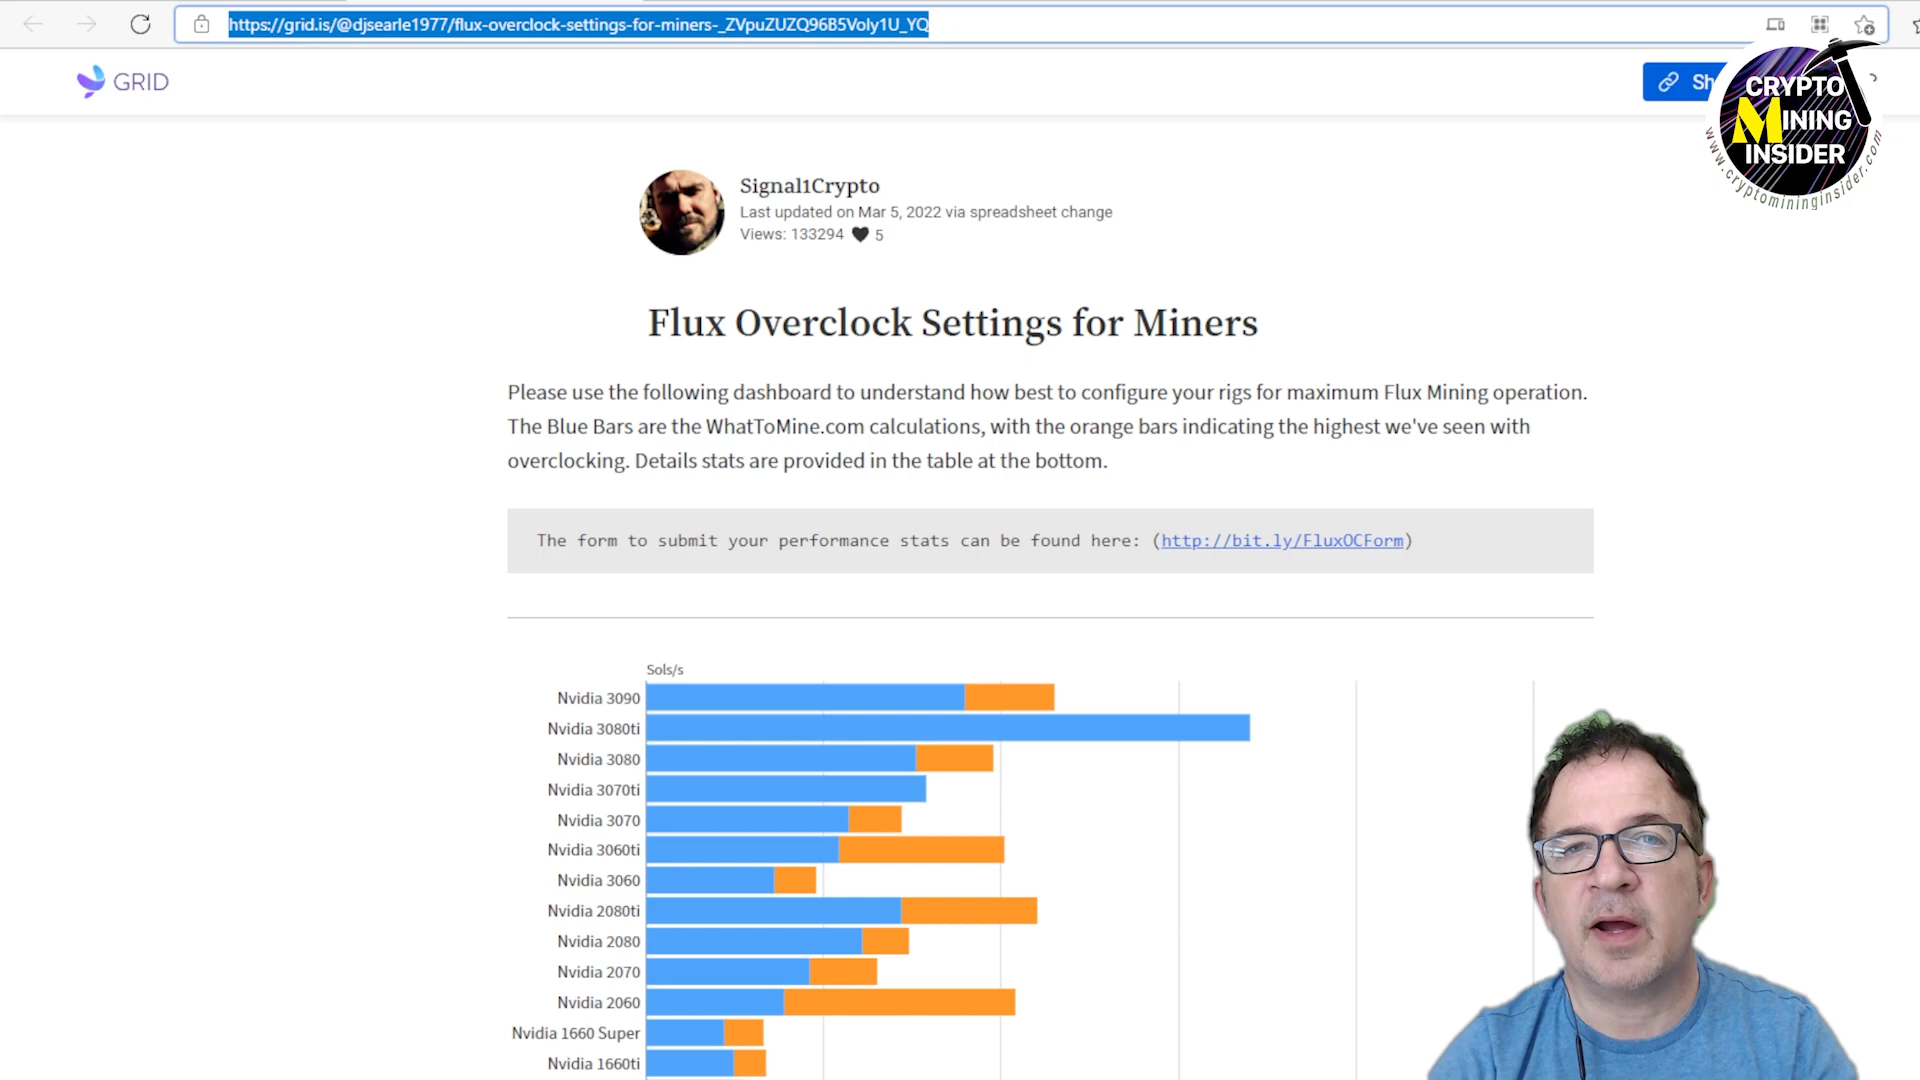 https://grid.is/@djsearle1977/flux-overclock-settings-for-miners-_ZVpuZUZQ96B5Voly1U_YQ
GRID
Sh
CRYPTO
MINING
INSIDER
www.cryptomininginsider.com
Signal1Crypto
Last updated on Mar 5, 2022 via spreadsheet change
Views: 133294 5
Flux Overclock Settings for Miners
Please use the following dashboard to understand how best to configure your rigs for maximum Flux Mining operation.
The Blue Bars are the WhatToMine.com calculations, with the orange bars indicating the highest we've seen with
overclocking. Details stats are provided in the table at the bottom.
The form to submit your performance stats can be found here: (http://bit.ly/FluxOCForm)
Sols/s
Nvidia 3090
Nvidia 3080ti
Nvidia 3080
Nvidia 3070ti
Nvidia 3070
Nvidia 3060ti
Nvidia 3060
Nvidia 2080ti
Nvidia 2080
Nvidia 2070
Nvidia 2060
Nvidia 1660 Super
Nvidia 1660ti